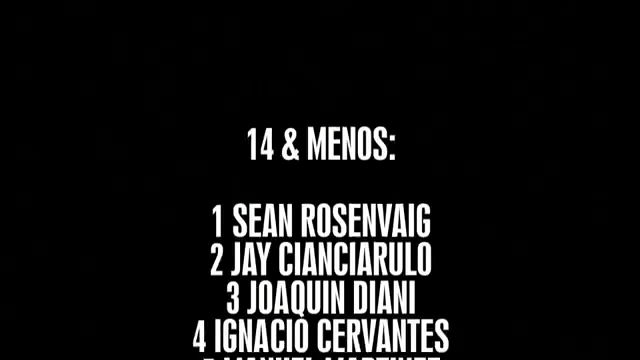 14 & MENOS:
1 SEAN ROSENVAIG
2 JAY CIANCIARULO
3 JOAQUIN DIANI
4 IGNACIO CERVANTES